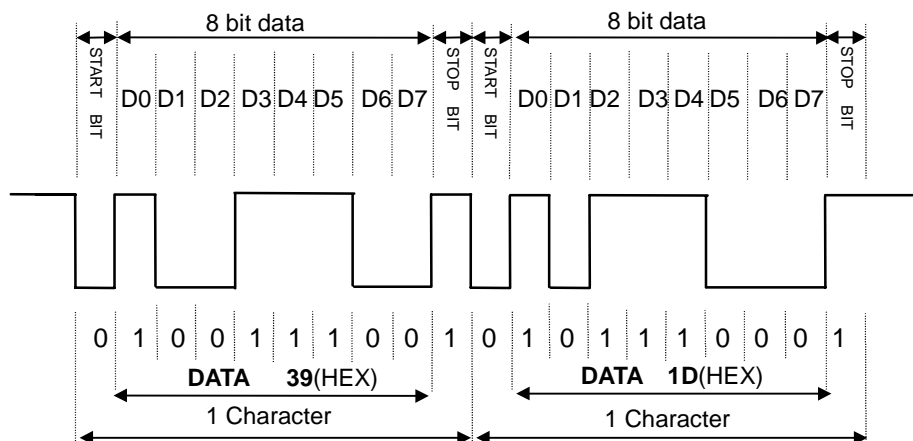 8 bit data 8 bit data
START BIT D0 D1 D2 D3 D4 D5 D6 D7 STOP BIT START BIT D0 D1 D2 D3 D4 D5 D6 D7 STOP BIT
0 1 0 0 1 1 1 0 0 1 0 1 0 1 1 1 0 0 0 1
DATA 39(HEX) DATA 1D(HEX)
1 Character 1 Character